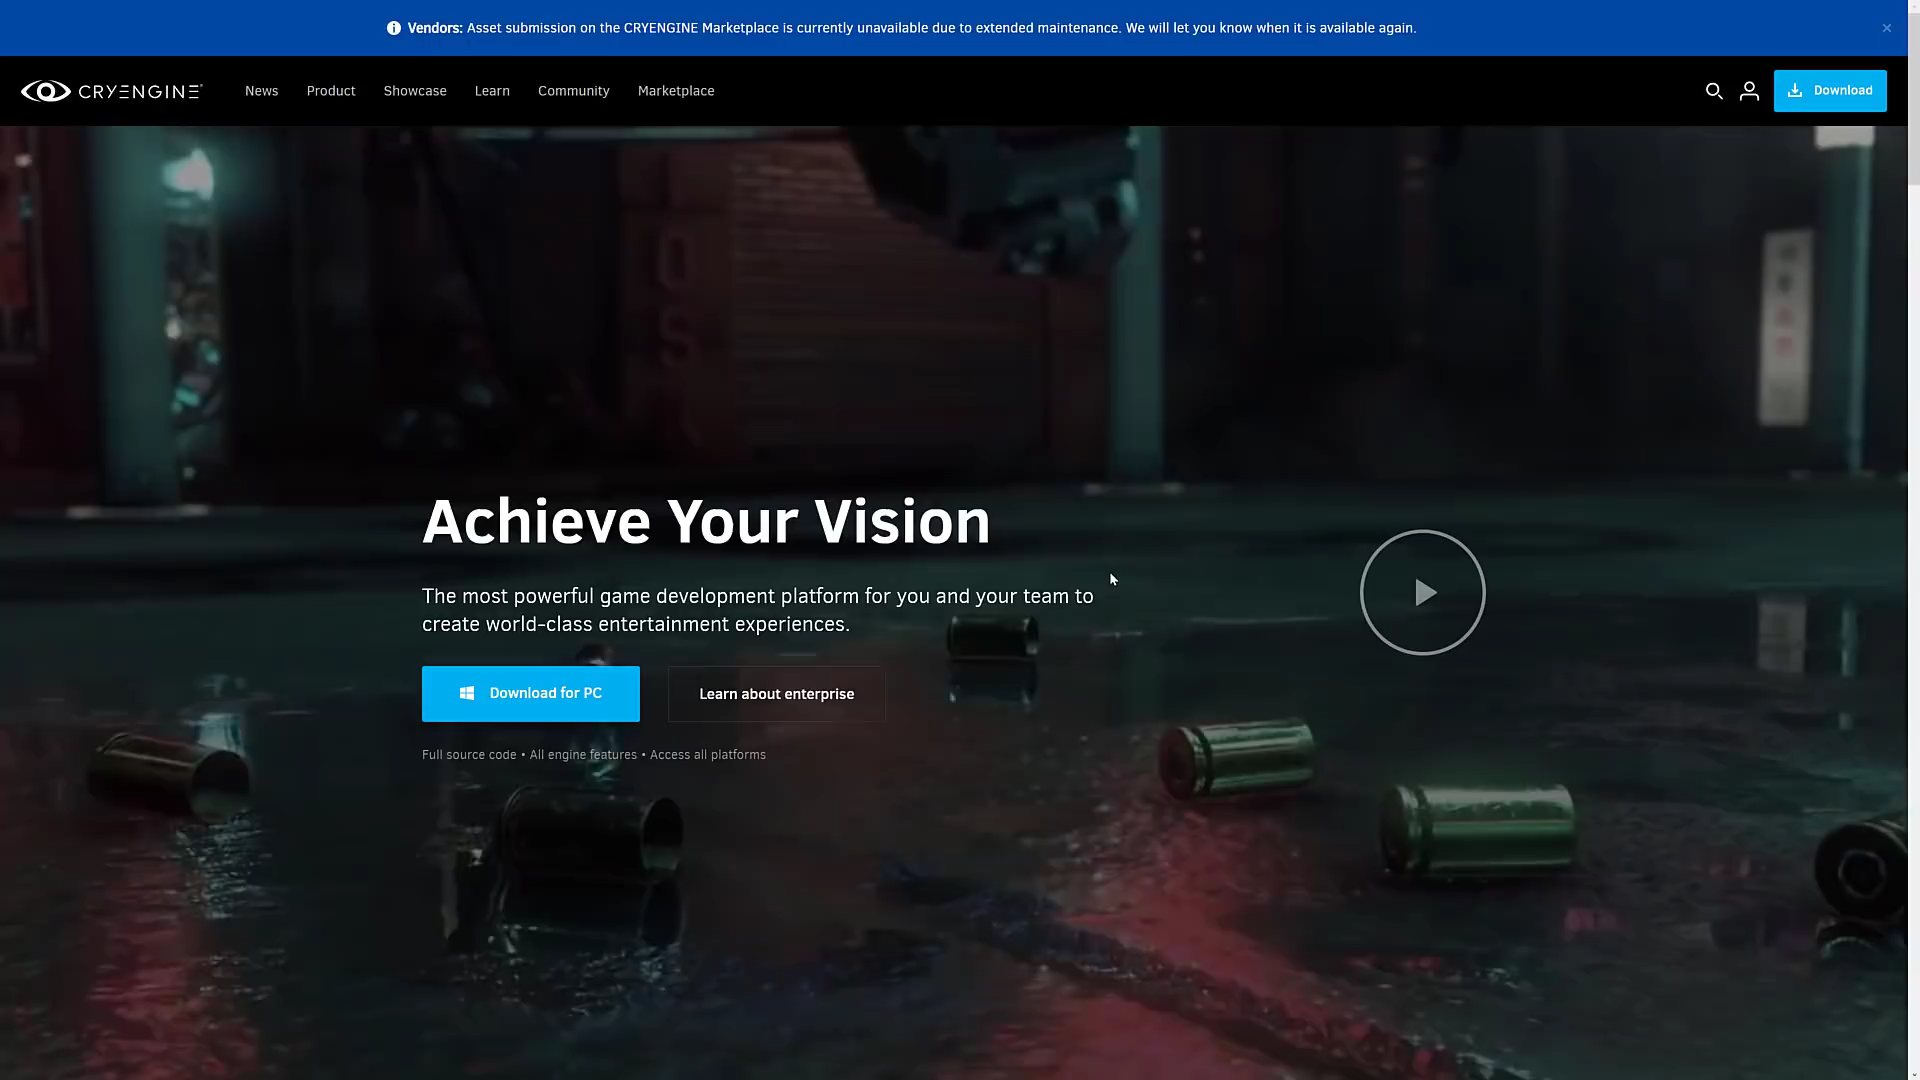 Vendors: Asset submission on the CRYENGINE Marketplace is currently unavailable due to extended maintenance. We will let you know when it is available again.
CRYENGINE
News
Product
Showcase
Learn
Community
Marketplace
Download
Achieve Your Vision
The most powerful game development platform for you and your team to
create world-class entertainment experiences.
Download for PC
Learn about enterprise
Full source code • All engine features • Access all platforms